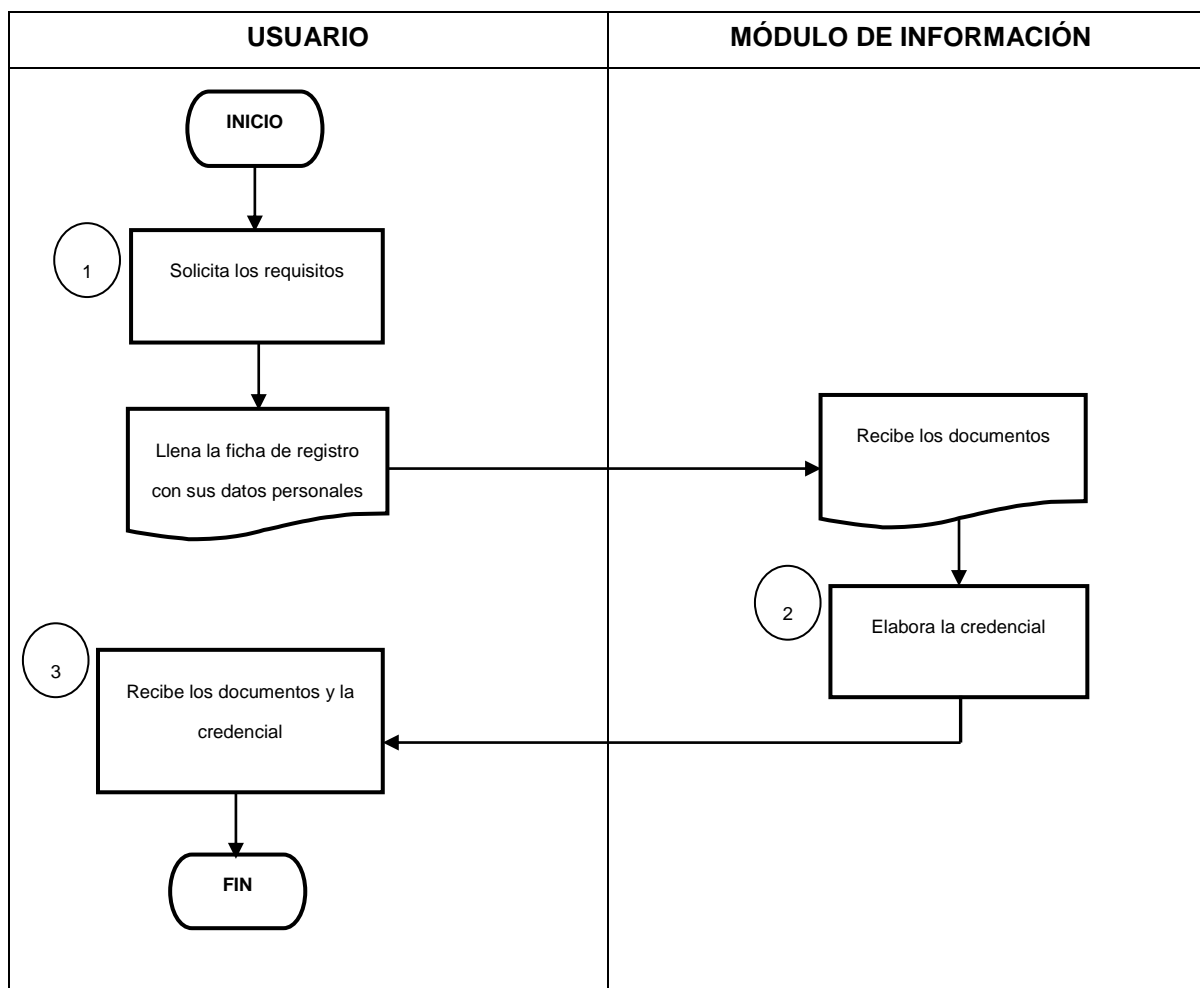 USUARIO
MÓDULO DE INFORMACIÓN
INICIO
1
Solicita los requisitos
Llena la ficha de registro
con sus datos personales
Recibe los documentos
2
Elabora la credencial
3
Recibe los documentos y la
credencial
FIN